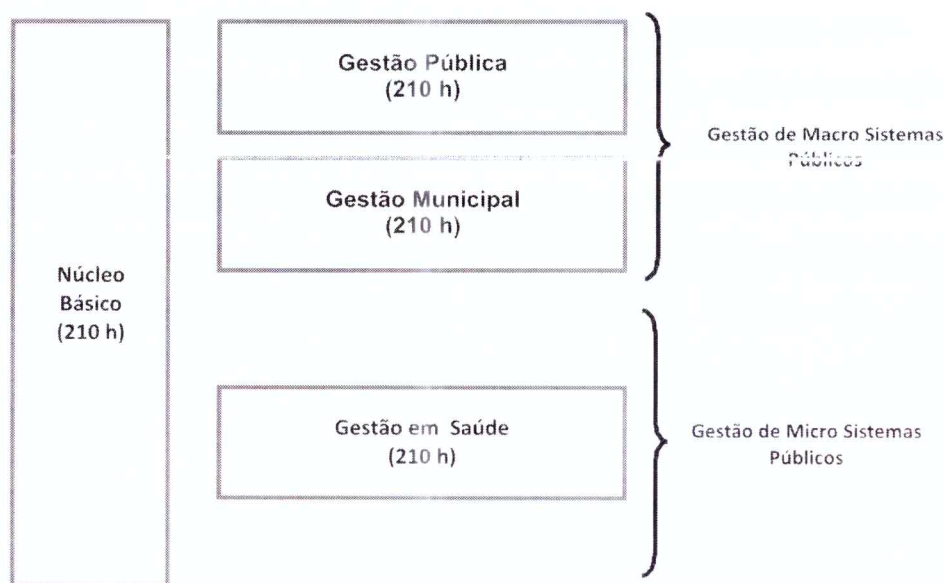 Gestão Pública
(210 h)
Gestão de Macro Sistemas
Públicos
Gestão Municipal
(210 h)
Núcleo
Básico
(210 h)
Gestão em Saúde
(210 h)
Gestão de Micro Sistemas
Públicos